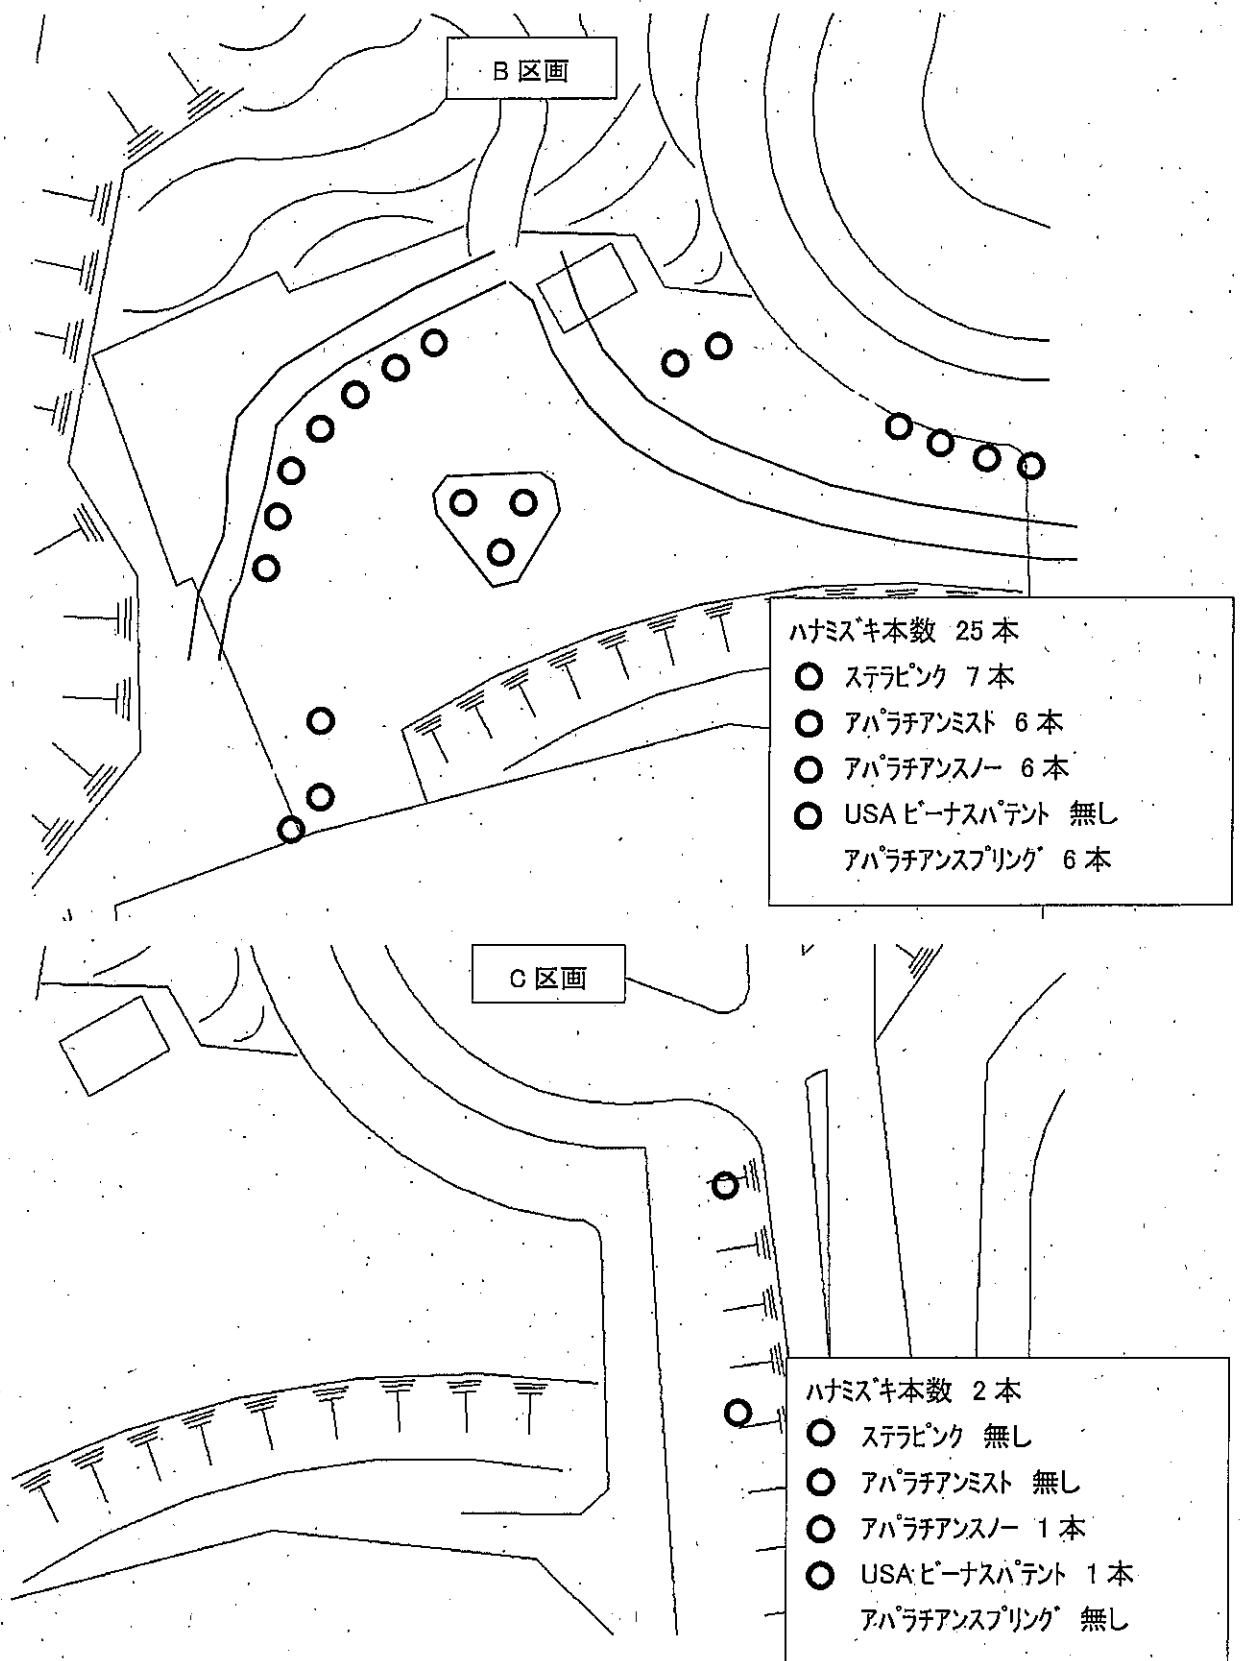 B 区画
ハナミズキ本数 25 本
ステラピンク 7 本
アパラチアンミスト 6 本
アパラチアンスノー 6 本
USA ビーナスパテント 無し
アパラチアンスプリング 6 本
C 区画
ハナミズキ本数 2 本
ステラピンク 無し
アパラチアンミスト 無し
アパラチアンスノー 1 本
USA ビーナスパテント 1 本
アパラチアンスプリング 無し